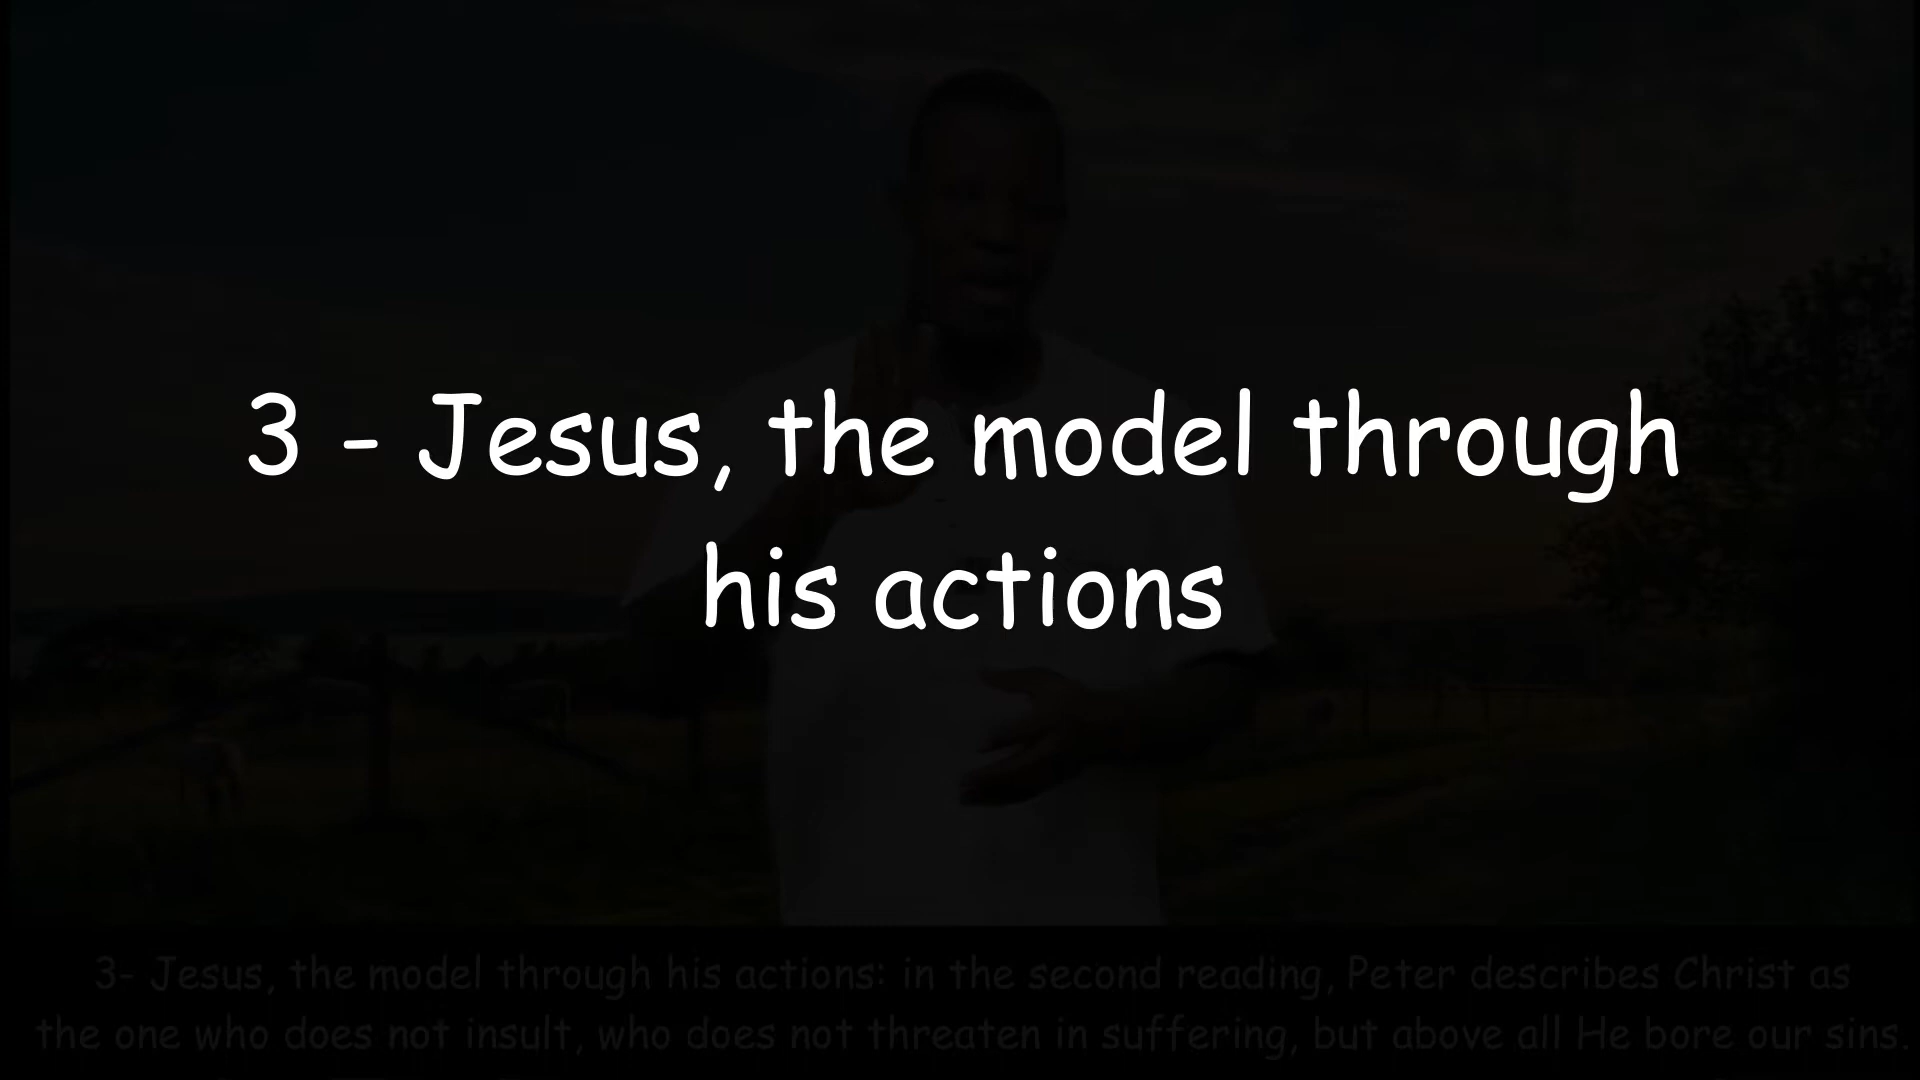 3 - Jesus, the model through
his actions
3- Jesus, the model through his actions: in the second reading, Peter describes Christ as
the one who does not insult, who does not threaten in suffering, but above all He bore our sins.